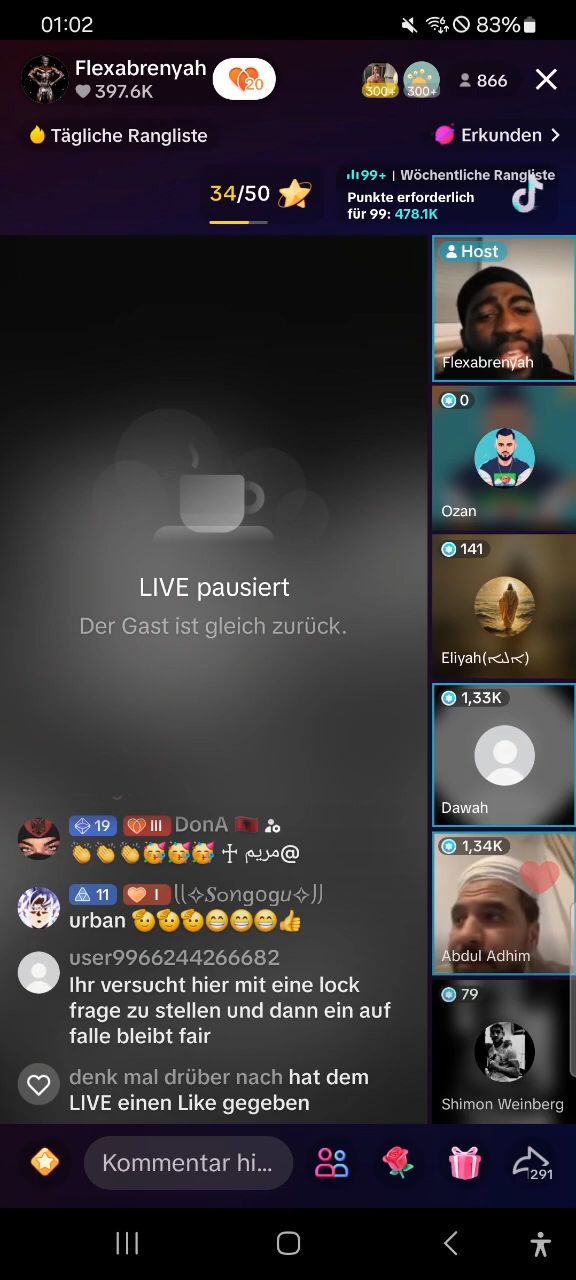 01:02
83%
Flexabrenyah
397.6K
20
300+
300+
866
Tägliche Rangliste
Erkunden
34/50
99+ | Wöchentliche Rangliste
Punkte erforderlich
für 99: 478.1K
Host
Flexabrenyah
0
Ozan
141
Eliyah
1,33K
Dawah
1,34K
Abdul Adhim
79
Shimon Weinberg
LIVE pausiert
Der Gast ist gleich zurück.
19 III DonA 🇦🇱
👏👏👏🥳🥳🥳 ☩ مريم@
11 I ⟬⟬✧Songogu✧⟭⟭
urban 🫡🫡🫡😁😁😁👍
user9966244266682
Ihr versucht hier mit eine lock
frage zu stellen und dann ein auf
falle bleibt fair
denk mal drüber nach hat dem
LIVE einen Like gegeben
Kommentar hi...
291